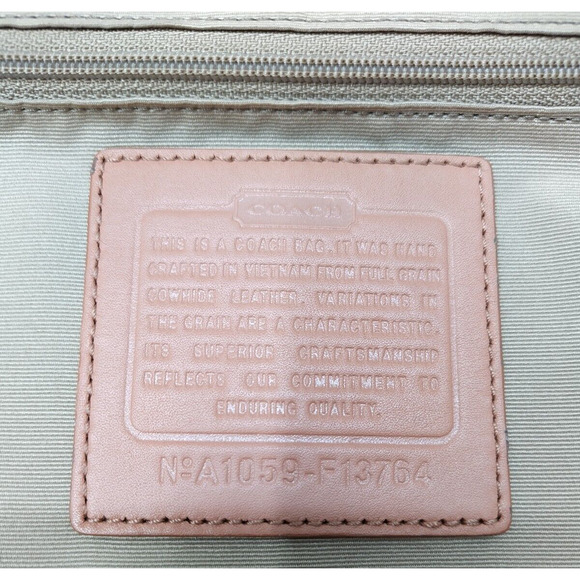 COACH
THIS IS A COACH BAG. IT WAS HAND
CRAFTED IN VIETNAM FROM FULL GRAIN
COWHIDE LEATHER. VARIATIONS IN
THE GRAIN ARE A CHARACTERISTIC.
ITS SUPERIOR CRAFTSMANSHIP
REFLECTS OUR COMMITMENT TO
ENDURING QUALITY.
NºA1059-F13764